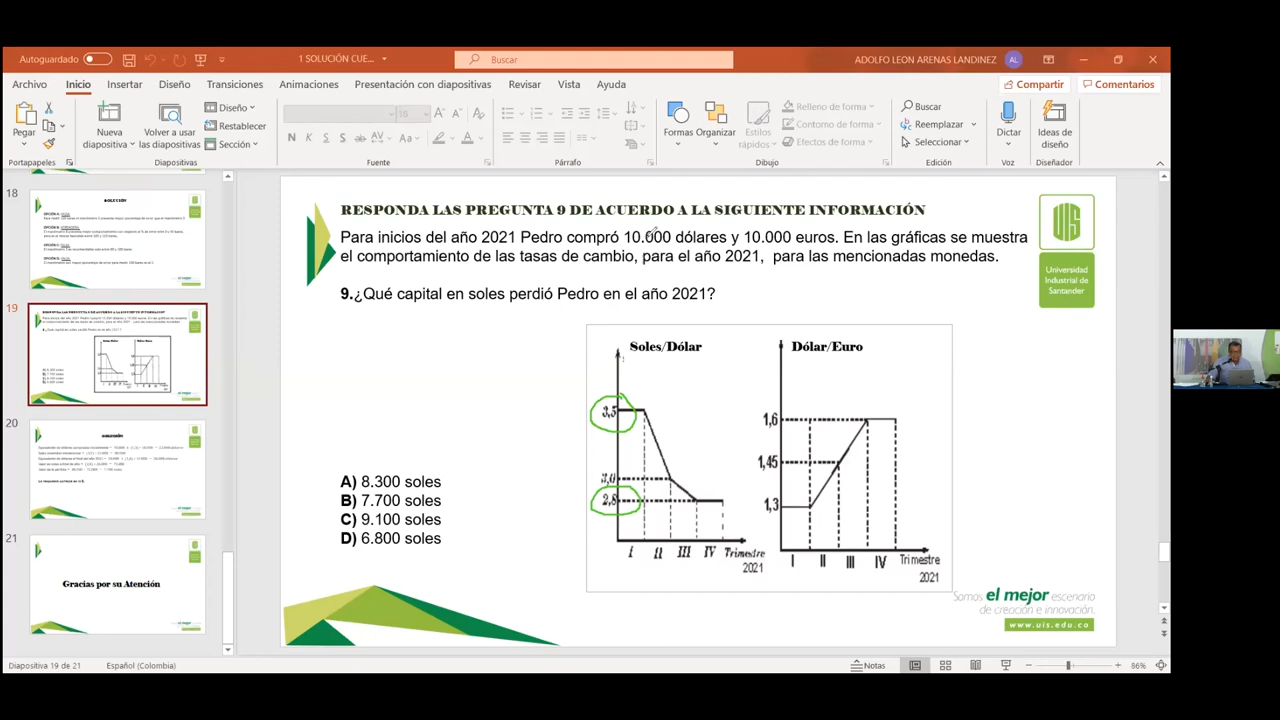 Autoguardado
1 SOLUCIÓN CUE...
Buscar
ADOLFO LEON ARENAS LANDINEZ
AL
Archivo
Inicio
Insertar
Diseño
Transiciones
Animaciones
Presentación con diapositivas
Revisar
Vista
Ayuda
Compartir
Comentarios
Pegar
Nueva diapositiva
Volver a usar las diapositivas
Diseño
Restablecer
Sección
18
N K S S ab AV Aa A
Formas
Organizar
Estilos rápidos
Relleno de forma
Contorno de forma
Efectos de forma
Buscar
Reemplazar
Seleccionar
Dictar
Ideas de diseño
Portapapeles
Diapositivas
Fuente
Párrafo
Dibujo
Edición
Voz
Diseñador
18
SOLUCIÓN
19
20
SOLUCIÓN
21
Gracias por su Atención
RESPONDA LAS PREGUNTA 9 DE ACUERDO A LA SIGUIENTE INFORMACIÓN
Para inicios del año 2021 Pedro compró 10.600 dólares y 10.000 euros. En las gráficas se muestra
el comportamiento de las tasas de cambio, para el año 2021, para las mencionadas monedas.
9.¿Qué capital en soles perdió Pedro en el año 2021?
A) 8.300 soles
B) 7.700 soles
C) 9.100 soles
D) 6.800 soles
Soles/Dólar
3,5
3,0
2,8
I II III IV Trimestre
2021
Dólar/Euro
1,6
1,45
1,3
I II III IV Trimestre
2021
UIS
Universidad
Industrial de
Santander
Somos el mejor escenario
de creación e innovación.
www.uis.edu.co
Diapositiva 19 de 21
Español (Colombia)
Notas
86%